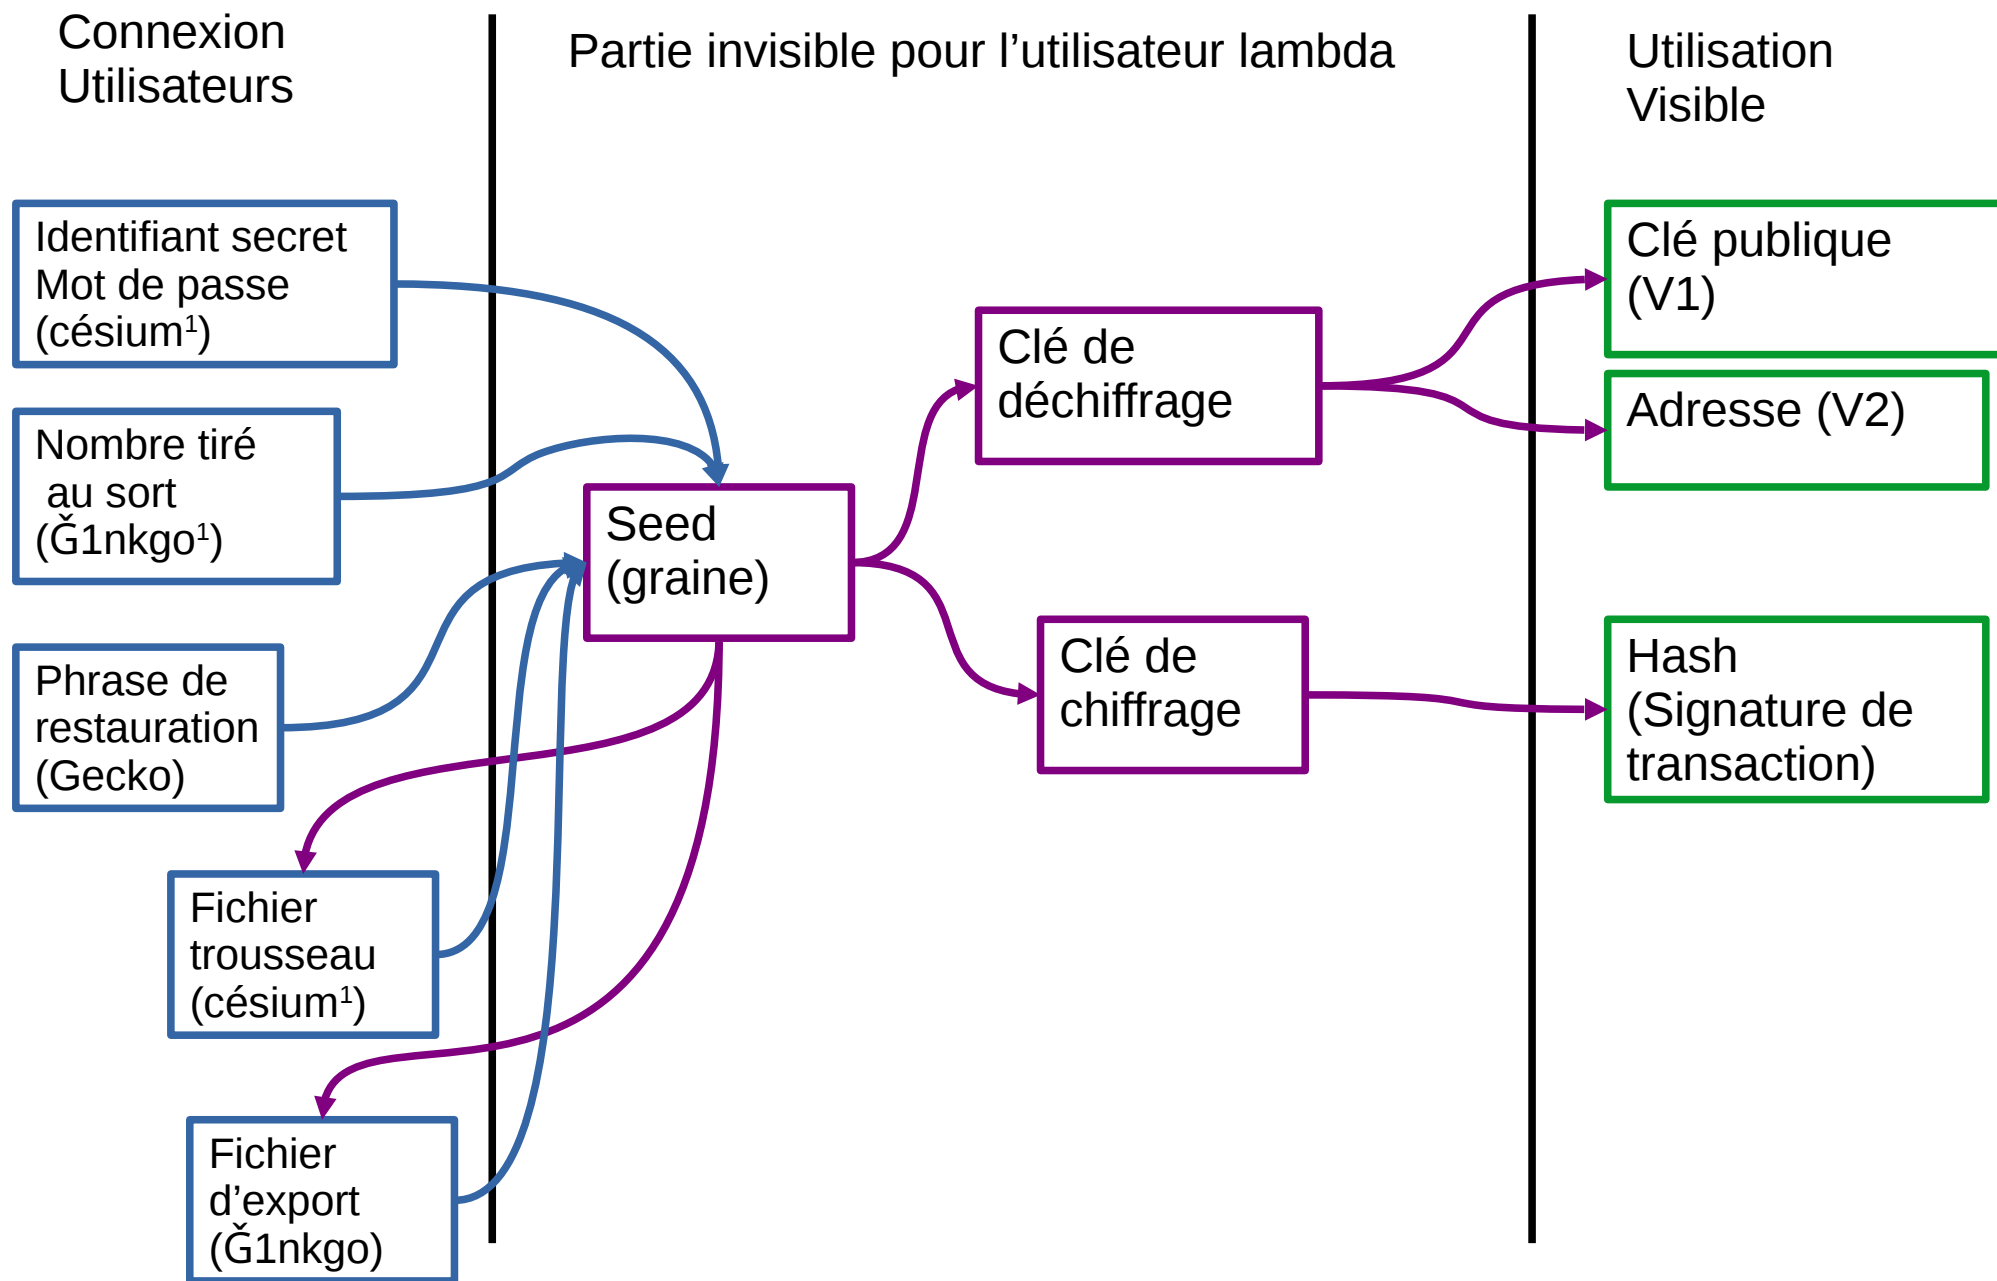 Connexion
Utilisateurs
Partie invisible pour l’utilisateur lambda
Utilisation
Visible
Identifiant secret
Mot de passe
(césium¹)
Nombre tiré
au sort
(Ğ1nkgo¹)
Phrase de
restauration
(Gecko)
Fichier
trousseau
(césium¹)
Fichier
d’export
(Ğ1nkgo)
Seed
(graine)
Clé de
déchiffrage
Clé de
chiffrage
Clé publique
(V1)
Adresse (V2)
Hash
(Signature de
transaction)